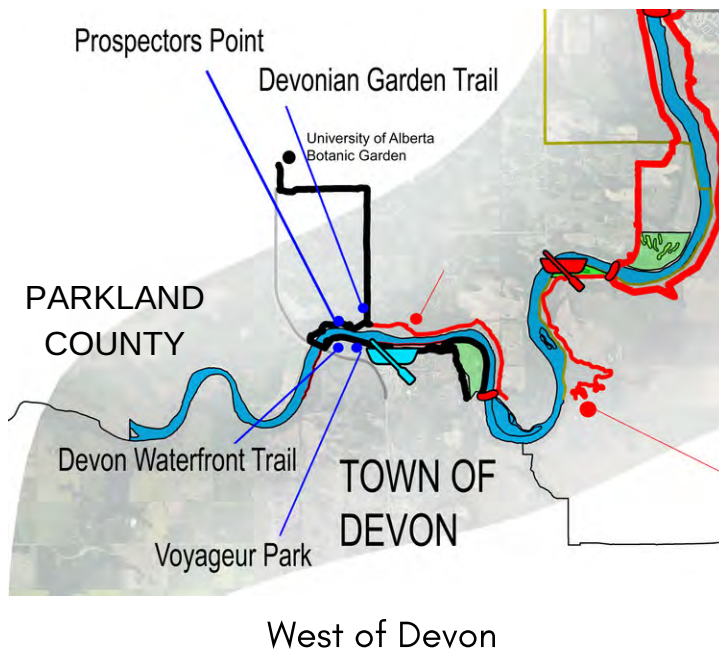 Prospectors Point
Devonian Garden Trail
University of Alberta
Botanic Garden
PARKLAND
COUNTY
Devon Waterfront Trail
TOWN OF
DEVON
Voyageur Park
West of Devon